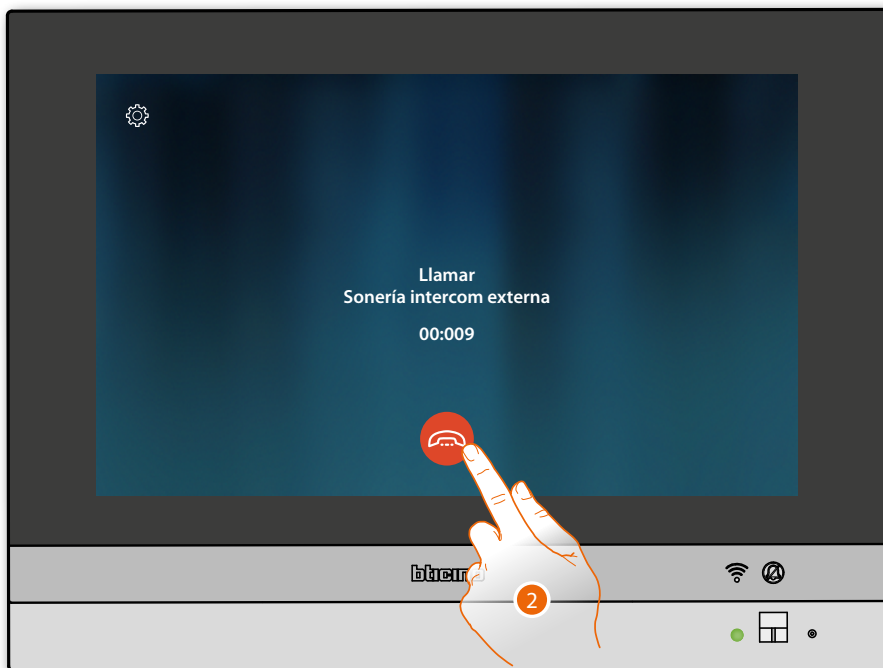 Llamar
Sonería intercom externa
00:009
bticino
2